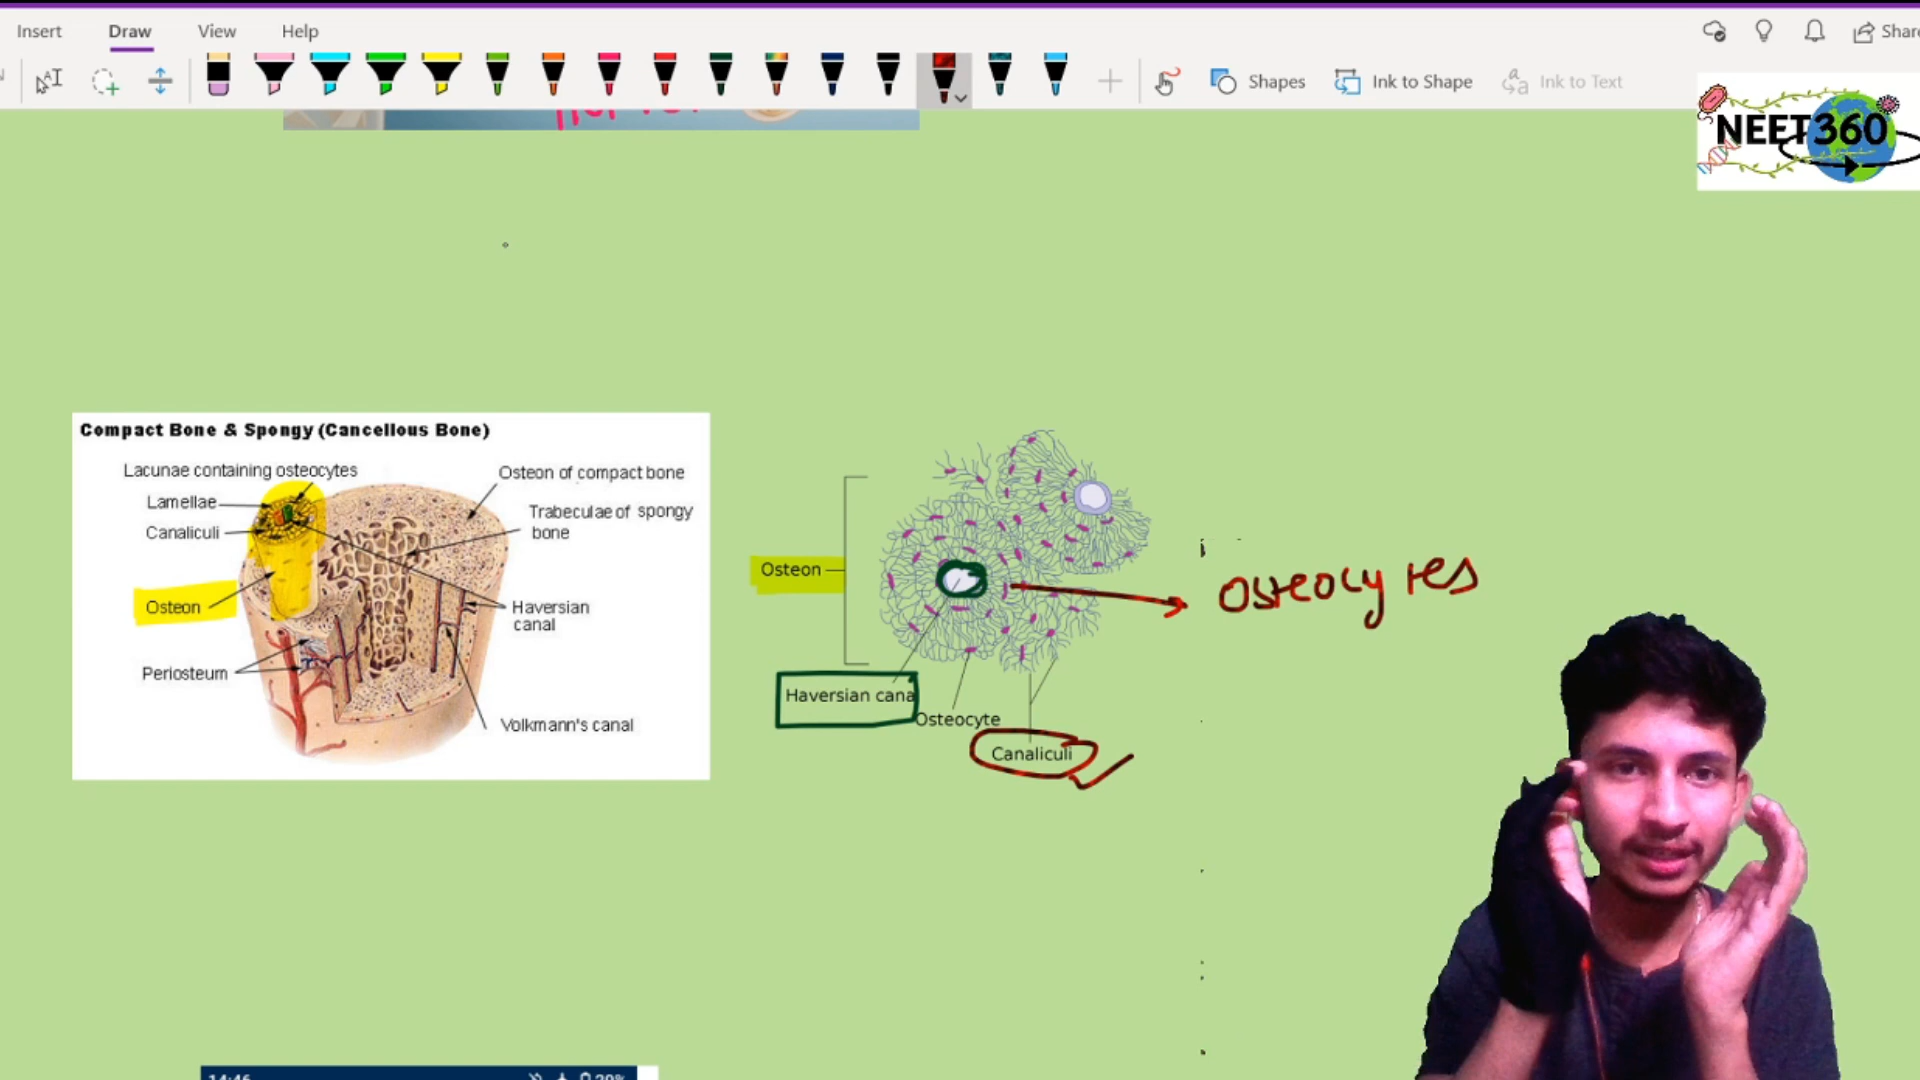 Insert Draw View Help
Share
Shapes Ink to Shape Ink to Text
NEET360
Compact Bone & Spongy (Cancellous Bone)
Lacunae containing osteocytes
Lamellae
Canaliculi
Osteon
Periosteum
Osteon of compact bone
Trabeculae of spongy
bone
Haversian
canal
Volkmann's canal
Osteon
Haversian cana
Osteocyte
Canaliculi
Osteocytes
14:46